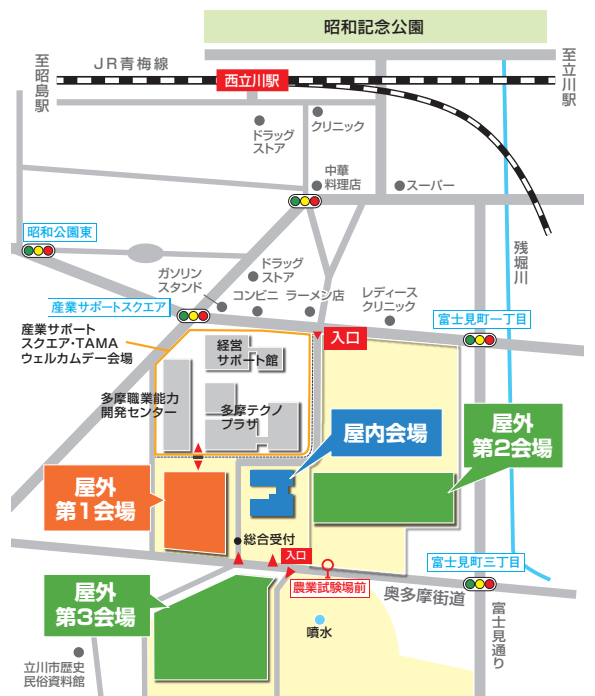 昭和記念公園
JR青梅線
至昭島駅
西立川駅
至立川駅
クリニック
ドラッグ
ストア
中華
料理店
スーパー
昭和公園東
残堀川
ガソリン
スタンド
ドラッグ
ストア
コンビニ
ラーメン店
レディース
クリニック
産業サポートスクエア
富士見町一丁目
産業サポート
スクエア・TAMA
ウェルカムデー会場
入口
経営
サポート館
多摩職業能力
開発センター
多摩テクノ
プラザ
屋内会場
屋外
第2会場
屋外
第1会場
総合受付
入口
富士見町三丁目
農業試験場前
奥多摩街道
屋外
第3会場
噴水
富士見通り
立川市歴史
民俗資料館